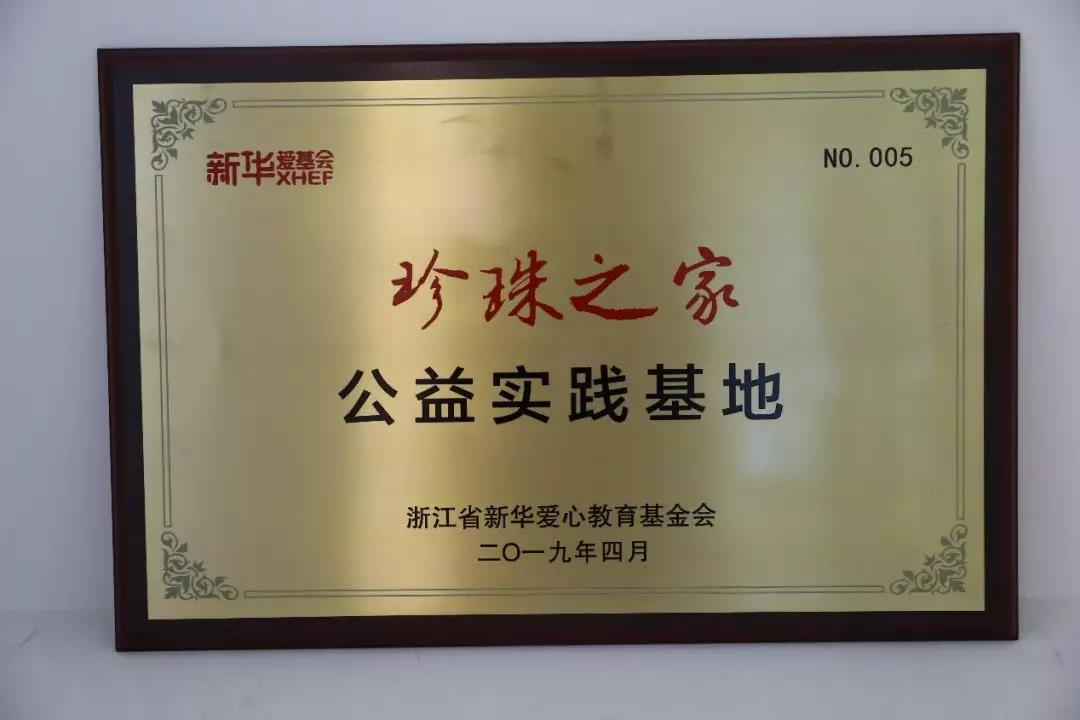 新华爱基会
XHEF
NO. 005
珍珠之家
公益实践基地
浙江省新华爱心教育基金会
二〇一九年四月